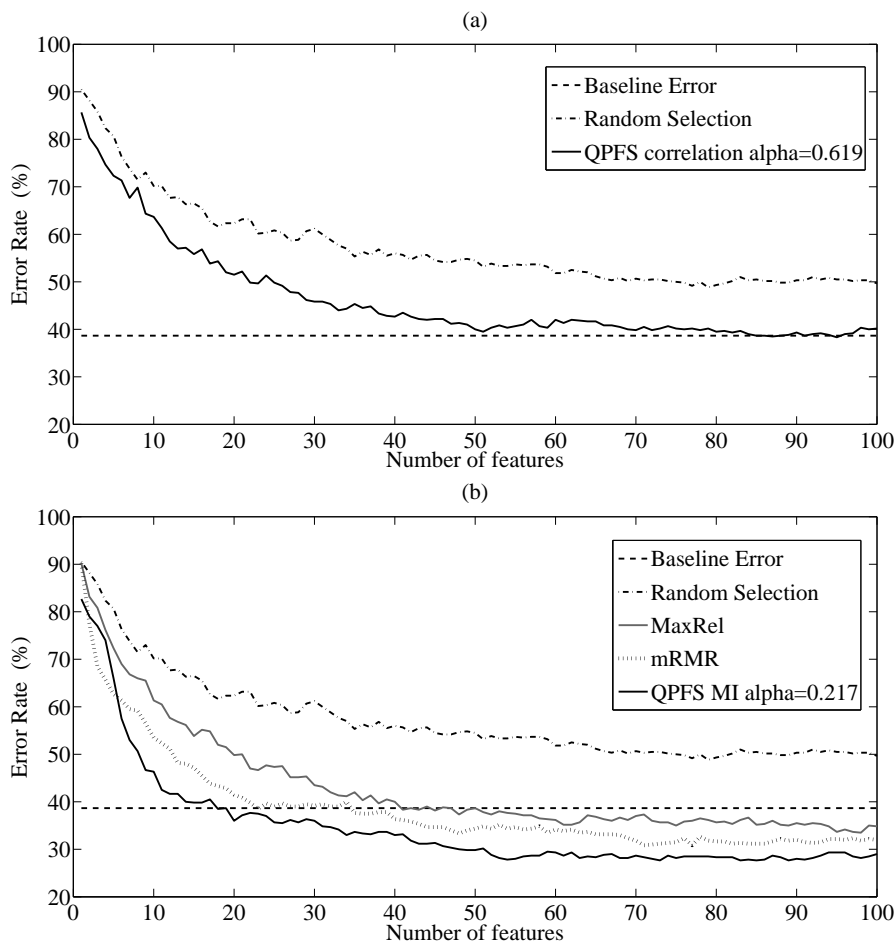 (a)
100
90
80
70
60
50
40
30
20
Error Rate (%)
Baseline Error
Random Selection
QPFS correlation alpha=0.619
0 10 20 30 40 50 60 70 80 90 100
Number of features
(b)
100
90
80
70
60
50
40
30
20
Error Rate (%)
Baseline Error
Random Selection
MaxRel
mRMR
QPFS MI alpha=0.217
0 10 20 30 40 50 60 70 80 90 100
Number of features